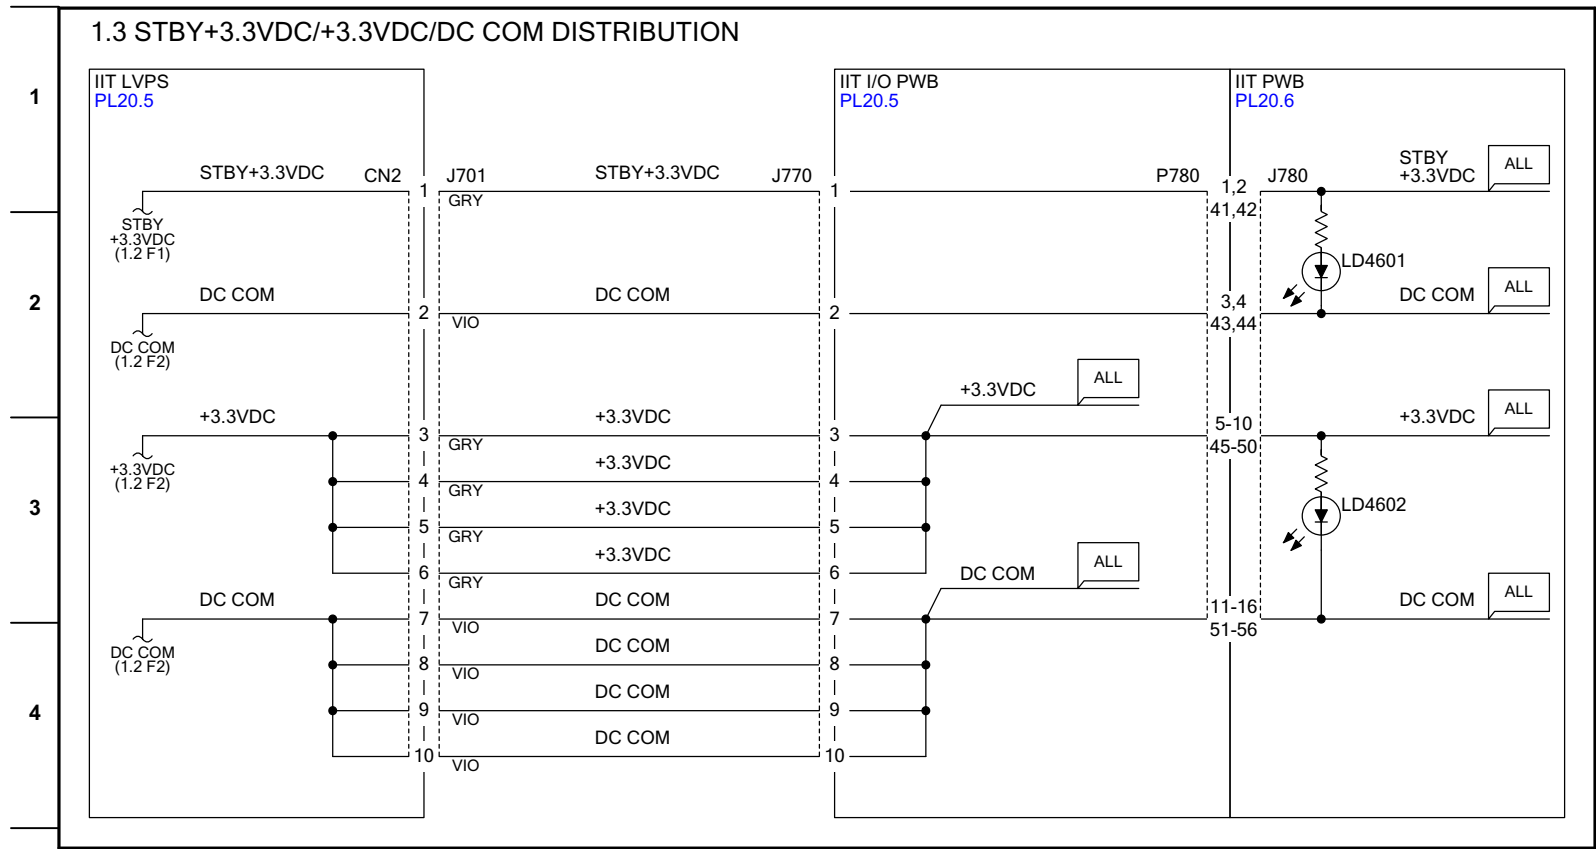 1.3 STBY+3.3VDC/+3.3VDC/DC COM DISTRIBUTION
1
2
3
4
IIT LVPS
PL20.5
IIT I/O PWB
PL20.5
IIT PWB
PL20.6
STBY+3.3VDC
CN2
1
J701
GRY
STBY+3.3VDC
J770
1
P780
1,2
41,42
J780
STBY
+3.3VDC
ALL
STBY
+3.3VDC
(1.2 F1)
LD4601
DC COM
2
VIO
DC COM
2
3,4
43,44
DC COM
ALL
DC COM
(1.2 F2)
+3.3VDC
ALL
+3.3VDC
3
GRY
+3.3VDC
3
5-10
45-50
+3.3VDC
ALL
+3.3VDC
(1.2 F2)
4
GRY
+3.3VDC
4
LD4602
5
GRY
+3.3VDC
5
6
GRY
+3.3VDC
6
DC COM
ALL
DC COM
7
VIO
DC COM
7
11-16
51-56
DC COM
ALL
DC COM
(1.2 F2)
8
VIO
DC COM
8
9
VIO
DC COM
9
10
VIO
DC COM
10